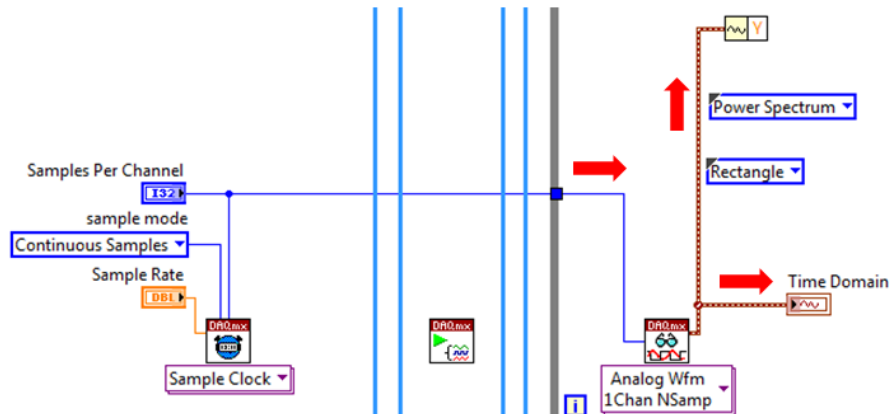 Y
Power Spectrum
Samples Per Channel
I32
Rectangle
sample mode
Continuous Samples
Sample Rate
DBL
Time Domain
DAQmx
DAQmx
DAQmx
Sample Clock
Analog Wfm
1Chan NSamp
i